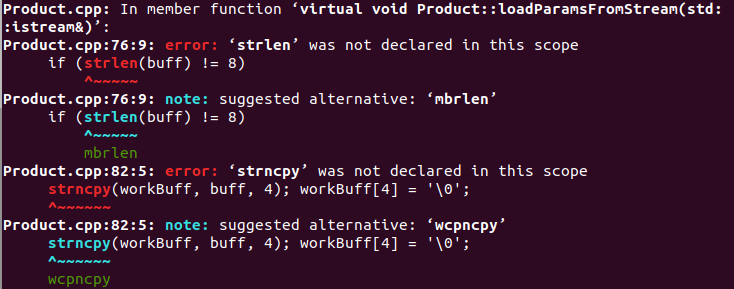 Product.cpp: In member function ‘virtual void Product::loadParamsFromStream(std:
:istream&)’:
Product.cpp:76:9: error: ‘strlen’ was not declared in this scope
     if (strlen(buff) != 8)
         ^~~~~~
Product.cpp:76:9: note: suggested alternative: ‘mbrlen’
     if (strlen(buff) != 8)
         ^~~~~~
         mbrlen
Product.cpp:82:5: error: ‘strncpy’ was not declared in this scope
     strncpy(workBuff, buff, 4); workBuff[4] = '\0';
     ^~~~~~~
Product.cpp:82:5: note: suggested alternative: ‘wcpncpy’
     strncpy(workBuff, buff, 4); workBuff[4] = '\0';
     ^~~~~~~
     wcpncpy